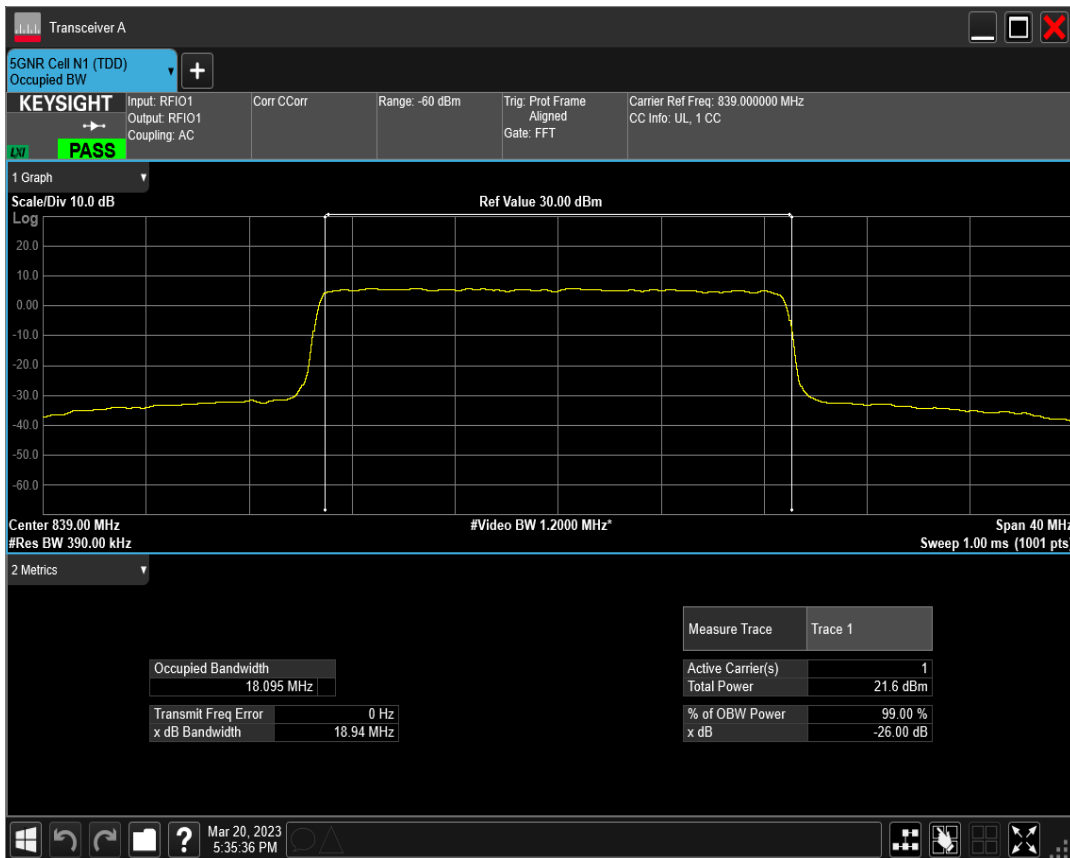 Transceiver A
5GNR Cell N1 (TDD)
Occupied BW
KEYSIGHT
LXI
PASS
Input: RFIO1
Output: RFIO1
Coupling: AC
Corr CCorr
Range: -60 dBm
Trig: Prot Frame
Aligned
Gate: FFT
Carrier Ref Freq: 839.000000 MHz
CC Info: UL, 1 CC
1 Graph
Scale/Div 10.0 dB
Ref Value 30.00 dBm
Log
20.0
10.0
0.00
-10.0
-20.0
-30.0
-40.0
-50.0
-60.0
Center 839.00 MHz
#Video BW 1.2000 MHz*
Span 40 MHz
#Res BW 390.00 kHz
Sweep 1.00 ms (1001 pts)
2 Metrics
Measure Trace Trace 1
Occupied Bandwidth
18.095 MHz
Active Carrier(s) 1
Total Power 21.6 dBm
Transmit Freq Error 0 Hz
x dB Bandwidth 18.94 MHz
% of OBW Power 99.00 %
x dB -26.00 dB
?
Mar 20, 2023
5:35:36 PM